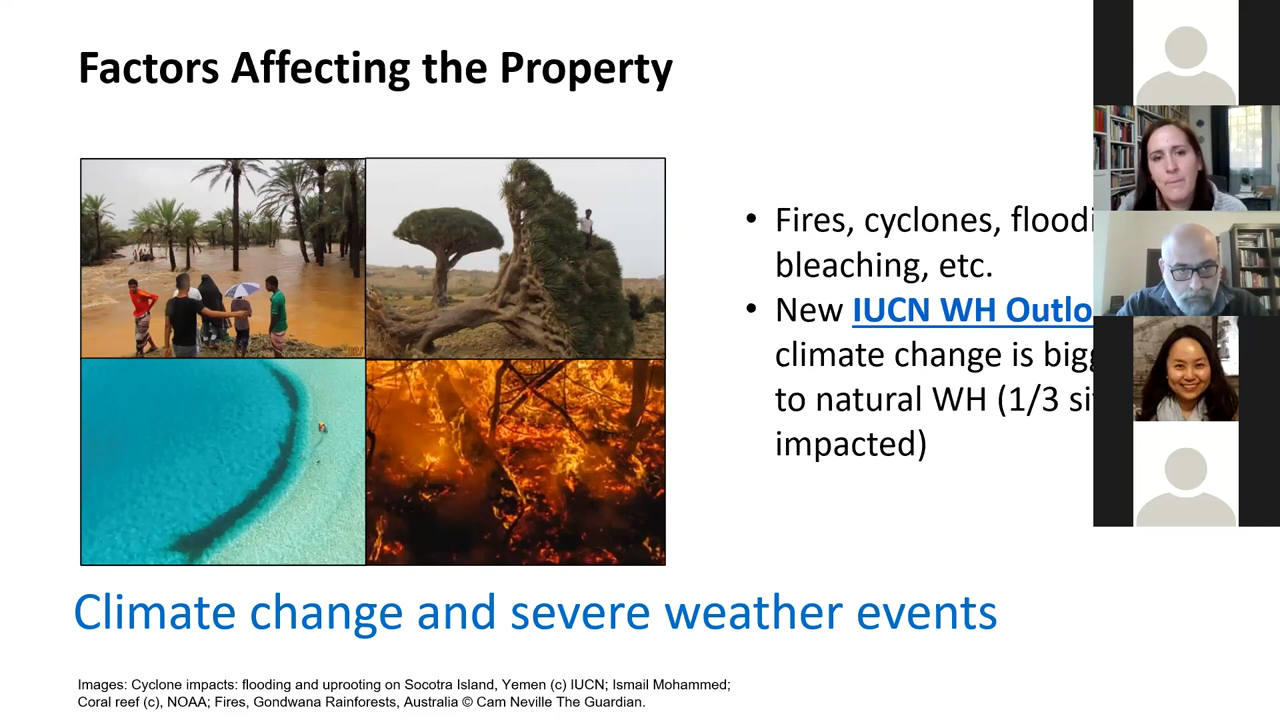 Factors Affecting the Property
• Fires, cyclones, floodi
bleaching, etc.
• New IUCN WH Outlo
climate change is bigg
to natural WH (1/3 si
impacted)
Climate change and severe weather events
Images: Cyclone impacts: flooding and uprooting on Socotra Island, Yemen (c) IUCN; Ismail Mohammed;
Coral reef (c), NOAA; Fires, Gondwana Rainforests, Australia © Cam Neville The Guardian.